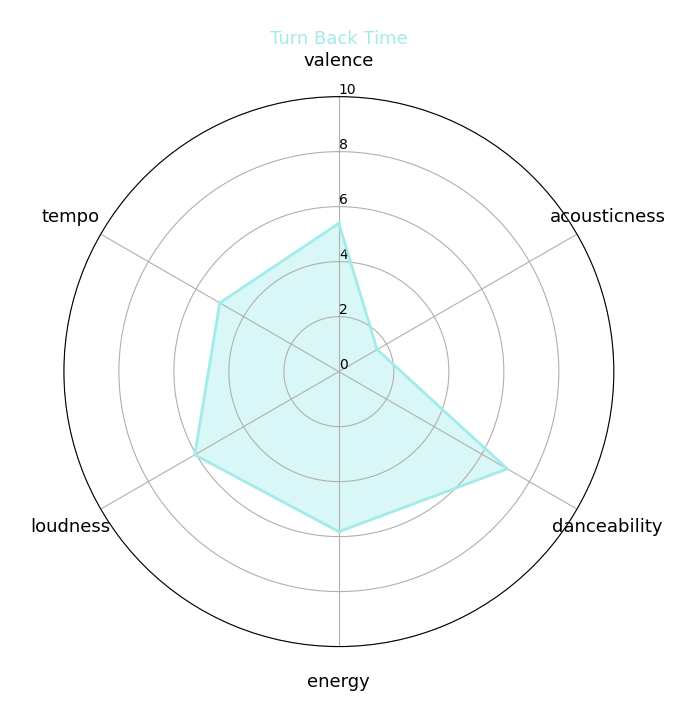 Turn Back Time
valence
10
8
tempo
6
acousticness
4
2
0
loudness
danceability
energy